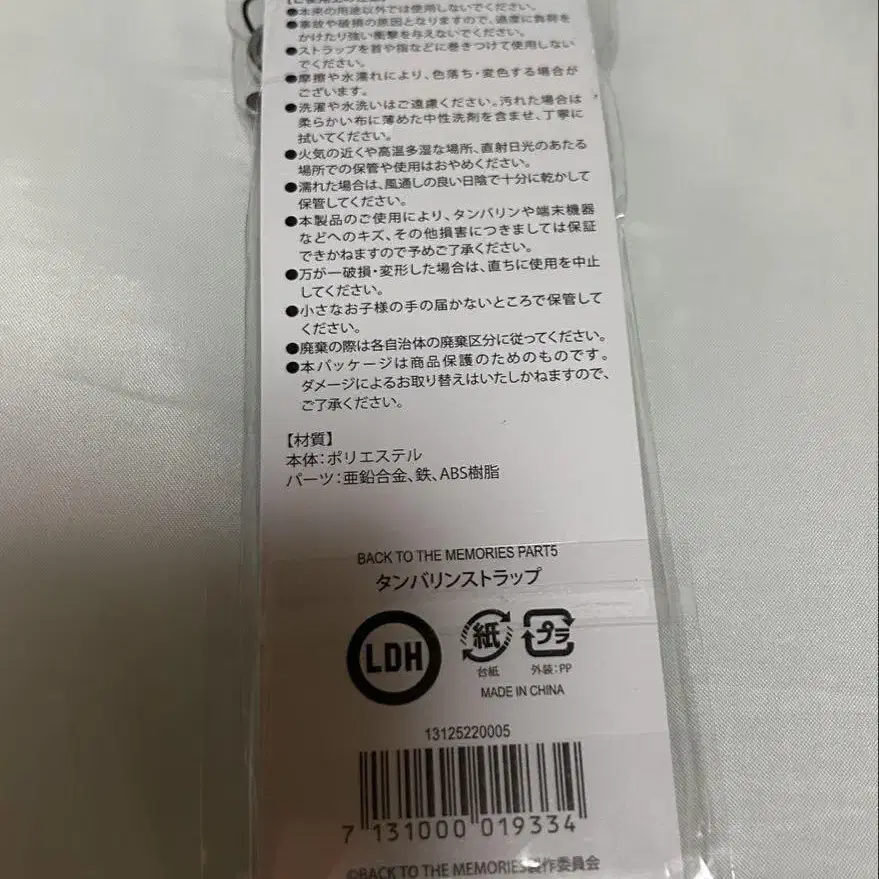 ●本来の用途以外では使用しないでください。
●事故や破損の原因となりますので、過度に負荷を
かけたり強い衝撃を与えないでください。
●ストラップを首や指などに巻きつけて使用しない
でください。
●摩擦や水濡れにより、色落ち・変色する場合が
ございます。
●洗濯や水洗いはご遠慮ください。汚れた場合は
柔らかい布に薄めた中性洗剤を含ませ、丁寧に
拭いてください。
●火気の近くや高温多湿な場所、直射日光のあたる
場所での保管や使用はおやめください。
●濡れた場合は、風通しの良い日陰で十分に乾かして
保管してください。
●本製品のご使用により、タンバリンや端末機器
などへのキズ、その他損害につきましては保証
できかねますので予めご了承ください。
●万が一破損・変形した場合は、直ちに使用を中止
してください。
●小さなお子様の手の届かないところで保管して
ください。
●廃棄の際は各自治体の廃棄区分に従ってください。
●本パッケージは商品保護のためのものです。
ダメージによるお取り替えはいたしかねますので、
ご了承ください。
【材質】
本体:ポリエステル
パーツ:亜鉛合金、鉄、ABS樹脂
BACK TO THE MEMORIES PART5
タンバリンストラップ
LDH 紙 プラ
台紙 外装:PP
MADE IN CHINA
13125220005
7 131000 019334
©BACK TO THE MEMORIES製作委員会